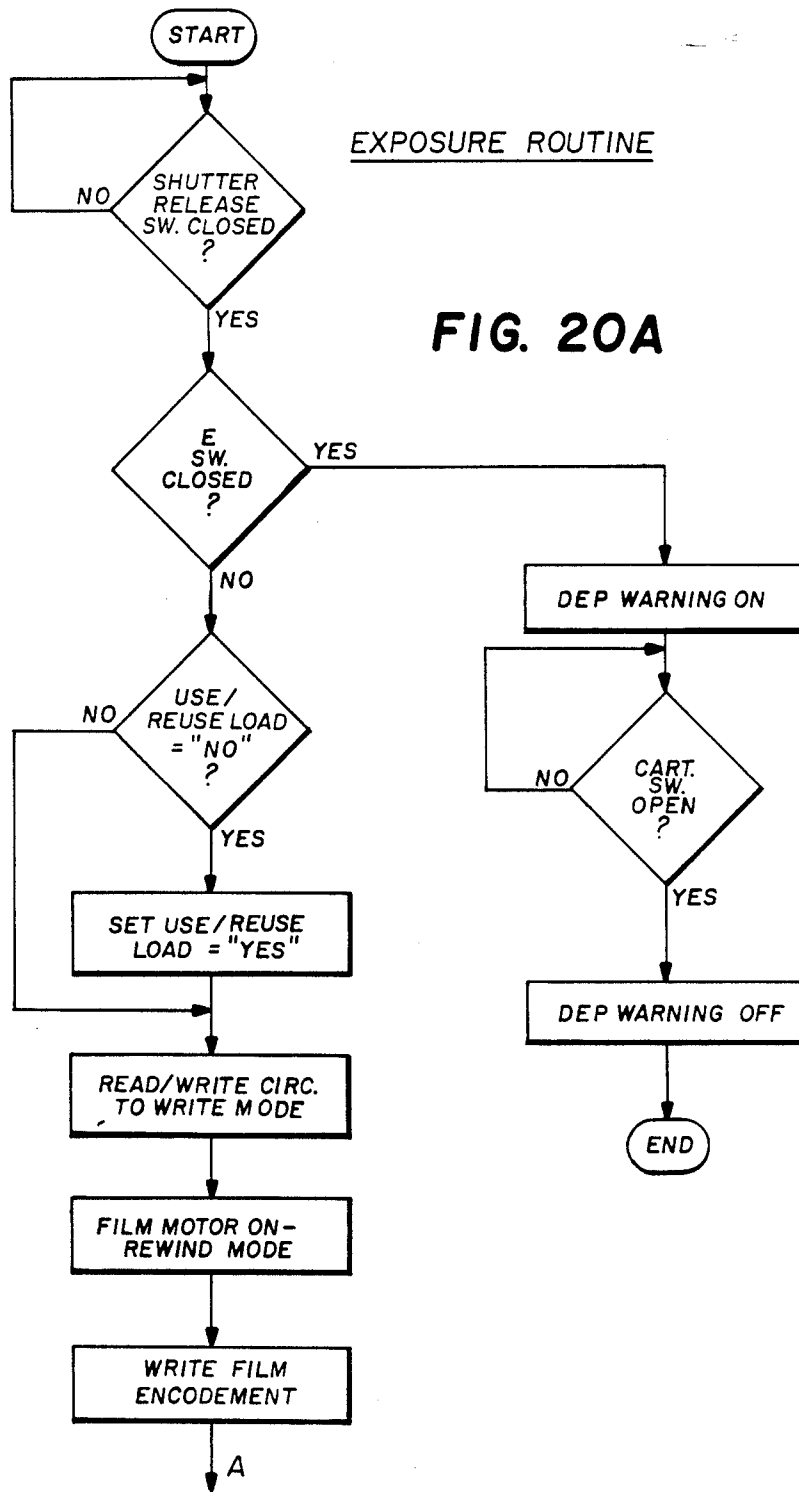 START
EXPOSURE ROUTINE
NO
SHUTTER
RELEASE
SW. CLOSED
?
YES
FIG. 20A
E
SW.
CLOSED
?
YES
NO
DEP WARNING ON
NO
USE/
REUSE LOAD
= "NO"
?
YES
NO
CART.
SW.
OPEN
?
YES
SET USE/REUSE
LOAD = "YES"
DEP WARNING OFF
READ/WRITE CIRC.
TO WRITE MODE
END
FILM MOTOR ON-
REWIND MODE
WRITE FILM
ENCODEMENT
A